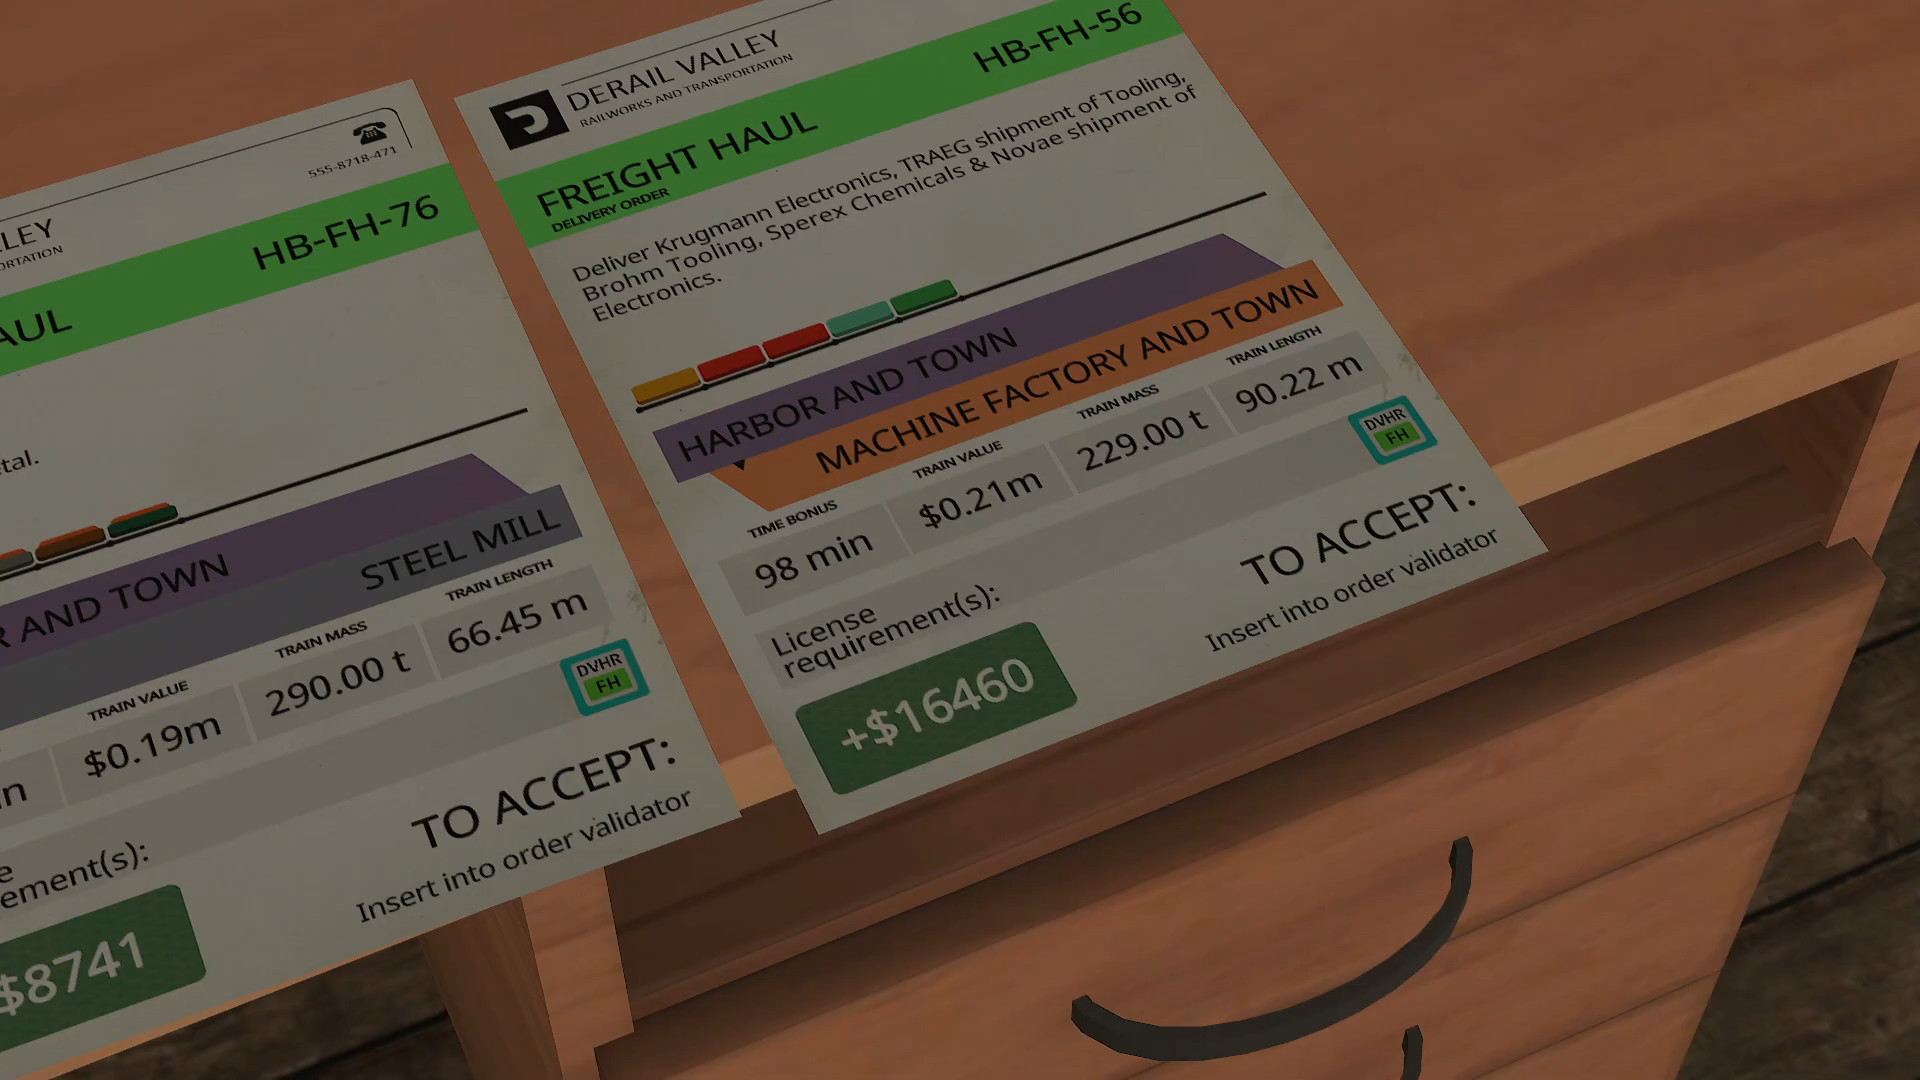 555-8718-471
LEY
ORTATION
HB-FH-76
AUL
etal.
R AND TOWN
STEEL MILL
TRAIN VALUE
TRAIN MASS
TRAIN LENGTH
in
$0.19m
290.00 t
66.45 m
DVHR
FH
e
ement(s):
$8741
TO ACCEPT:
Insert into order validator
DERAIL VALLEY
RAILWORKS AND TRANSPORTATION
FREIGHT HAUL
HB-FH-56
DELIVERY ORDER
Deliver Krugmann Electronics, TRAEG shipment of Tooling,
Brohm Tooling, Sperex Chemicals & Novae shipment of
Electronics.
HARBOR AND TOWN
MACHINE FACTORY AND TOWN
TIME BONUS
TRAIN VALUE
TRAIN MASS
TRAIN LENGTH
98 min
$0.21m
229.00 t
90.22 m
License
requirement(s):
DVHR
FH
+$16460
TO ACCEPT:
Insert into order validator